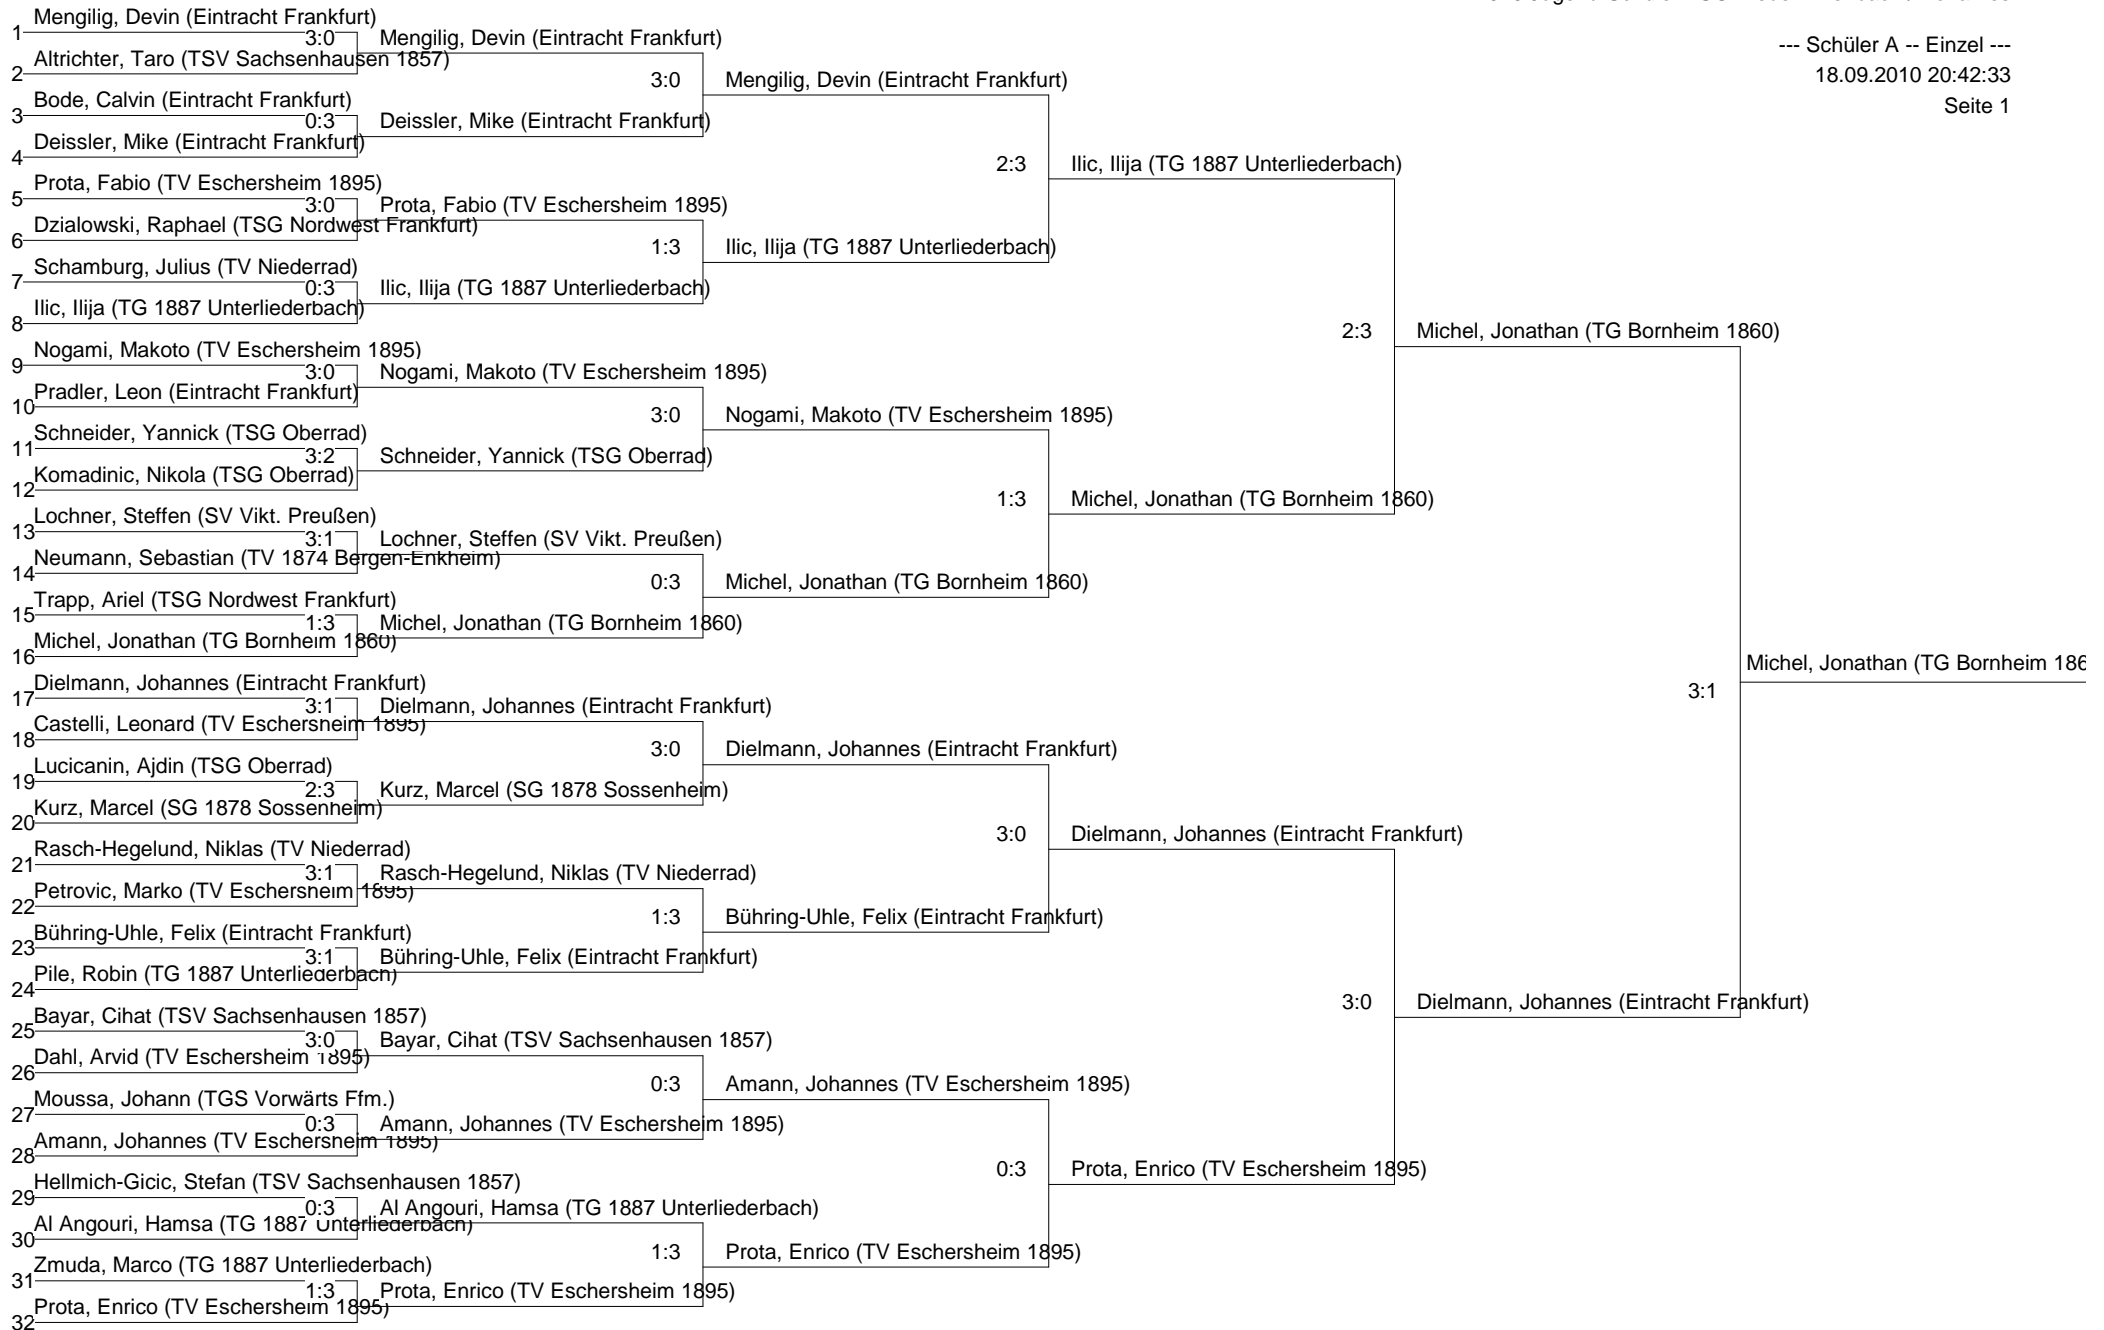 --- Schüler A -- Einzel ---
18.09.2010 20:42:33
Seite 1
1 Mengilig, Devin (Eintracht Frankfurt)
3:0 Mengilig, Devin (Eintracht Frankfurt)
2 Altrichter, Taro (TSV Sachsenhausen 1857)
3:0 Mengilig, Devin (Eintracht Frankfurt)
3 Bode, Calvin (Eintracht Frankfurt)
0:3 Deissler, Mike (Eintracht Frankfurt)
4 Deissler, Mike (Eintracht Frankfurt)
2:3 Ilic, Ilija (TG 1887 Unterliederbach)
5 Prota, Fabio (TV Eschersheim 1895)
3:0 Prota, Fabio (TV Eschersheim 1895)
6 Dzialowski, Raphael (TSG Nordwest Frankfurt)
1:3 Ilic, Ilija (TG 1887 Unterliederbach)
7 Schamburg, Julius (TV Niederrad)
0:3 Ilic, Ilija (TG 1887 Unterliederbach)
8 Ilic, Ilija (TG 1887 Unterliederbach)
2:3 Michel, Jonathan (TG Bornheim 1860)
9 Nogami, Makoto (TV Eschersheim 1895)
3:0 Nogami, Makoto (TV Eschersheim 1895)
10 Pradler, Leon (Eintracht Frankfurt)
3:0 Nogami, Makoto (TV Eschersheim 1895)
11 Schneider, Yannick (TSG Oberrad)
3:2 Schneider, Yannick (TSG Oberrad)
12 Komadinic, Nikola (TSG Oberrad)
1:3 Michel, Jonathan (TG Bornheim 1860)
13 Lochner, Steffen (SV Vikt. Preußen)
3:1 Lochner, Steffen (SV Vikt. Preußen)
14 Neumann, Sebastian (TV 1874 Bergen-Enkheim)
0:3 Michel, Jonathan (TG Bornheim 1860)
15 Trapp, Ariel (TSG Nordwest Frankfurt)
1:3 Michel, Jonathan (TG Bornheim 1860)
16 Michel, Jonathan (TG Bornheim 1860)
3:1 Michel, Jonathan (TG Bornheim 186
17 Dielmann, Johannes (Eintracht Frankfurt)
3:1 Dielmann, Johannes (Eintracht Frankfurt)
18 Castelli, Leonard (TV Eschersheim 1895)
3:0 Dielmann, Johannes (Eintracht Frankfurt)
19 Lucicanin, Ajdin (TSG Oberrad)
2:3 Kurz, Marcel (SG 1878 Sossenheim)
20 Kurz, Marcel (SG 1878 Sossenheim)
3:0 Dielmann, Johannes (Eintracht Frankfurt)
21 Rasch-Hegelund, Niklas (TV Niederrad)
3:1 Rasch-Hegelund, Niklas (TV Niederrad)
22 Petrovic, Marko (TV Eschersheim 1895)
1:3 Bühring-Uhle, Felix (Eintracht Frankfurt)
23 Bühring-Uhle, Felix (Eintracht Frankfurt)
3:1 Bühring-Uhle, Felix (Eintracht Frankfurt)
24 Pile, Robin (TG 1887 Unterliederbach)
3:0 Dielmann, Johannes (Eintracht Frankfurt)
25 Bayar, Cihat (TSV Sachsenhausen 1857)
3:0 Bayar, Cihat (TSV Sachsenhausen 1857)
26 Dahl, Arvid (TV Eschersheim 1895)
0:3 Amann, Johannes (TV Eschersheim 1895)
27 Moussa, Johann (TGS Vorwärts Ffm.)
0:3 Amann, Johannes (TV Eschersheim 1895)
28 Amann, Johannes (TV Eschersheim 1895)
0:3 Prota, Enrico (TV Eschersheim 1895)
29 Hellmich-Gicic, Stefan (TSV Sachsenhausen 1857)
0:3 Al Angouri, Hamsa (TG 1887 Unterliederbach)
30 Al Angouri, Hamsa (TG 1887 Unterliederbach)
1:3 Prota, Enrico (TV Eschersheim 1895)
31 Zmuda, Marco (TG 1887 Unterliederbach)
1:3 Prota, Enrico (TV Eschersheim 1895)
32 Prota, Enrico (TV Eschersheim 1895)